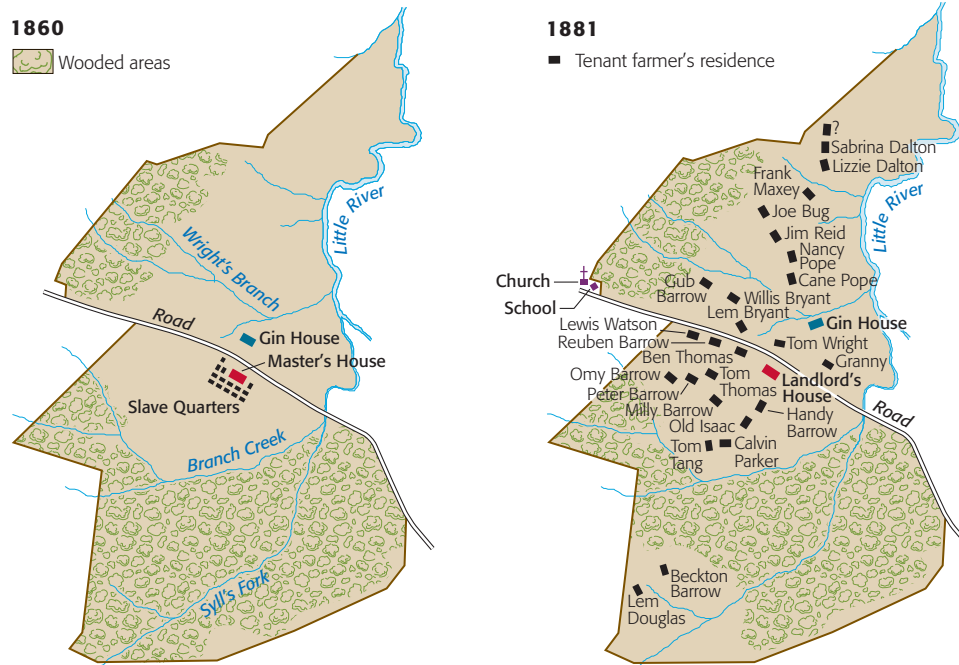 1860
Wooded areas
Little River
Wright's Branch
Road
Gin House
Master's House
Slave Quarters
Branch Creek
Syll's Fork
1881
Tenant farmer's residence
?
Sabrina Dalton
Lizzie Dalton
Frank
Maxey
Little River
Joe Bug
Jim Reid
Nancy
Pope
Cane Pope
Church
School
Gub
Barrow
Willis Bryant
Lem Bryant
Gin House
Lewis Watson
Reuben Barrow
Tom Wright
Ben Thomas
Granny
Omy Barrow
Tom
Thomas
Landlord's
House
Peter Barrow
Milly Barrow
Road
Handy
Barrow
Old Isaac
Tom
Tang
Calvin
Parker
Beckton
Barrow
Lem
Douglas